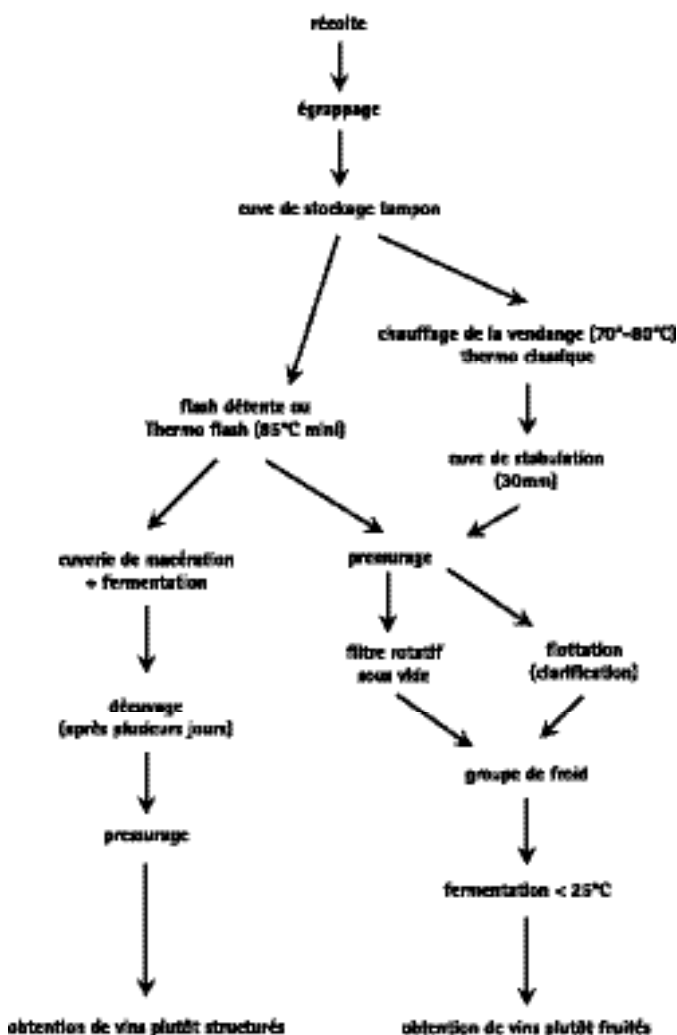 récolte
égrappage
cuve de stockage tampon
chauffage de la vendange (70°-80°C)
thermo classique
flash détente ou
Thermo flash (85°C mini)
cuve de stabulation
(30mm)
cuverie de macération
+ fermentation
pressurage
filtre rotatif
sous vide
flottation
(clarification)
décuvage
(après plusieurs jours)
groupe de froid
pressurage
fermentation < 25°C
obtention de vins plutôt structurés
obtention de vins plutôt fruités